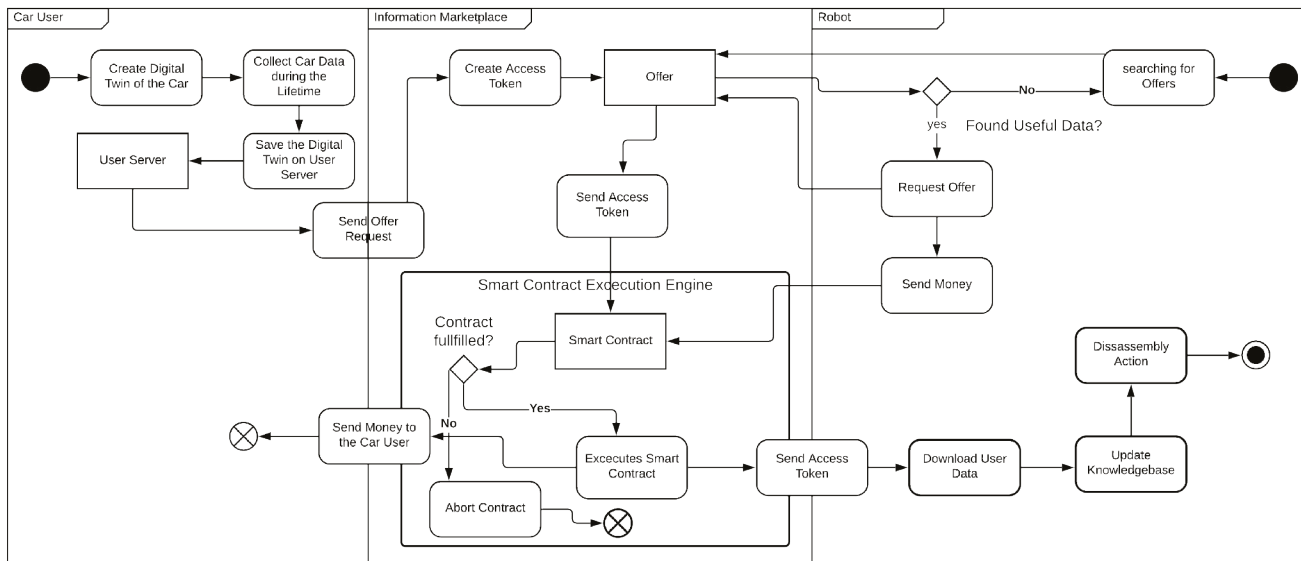 Car User
Information Marketplace
Robot
Create Digital
Twin of the Car
Collect Car Data
during the
Lifetime
Create Access
Token
Offer
searching for
Offers
No
yes
Found Useful Data?
User Server
Save the Digital
Twin on User
Server
Send Access
Token
Request Offer
Send Offer
Request
Send Money
Smart Contract Excecution Engine
Contract
fullfilled?
Smart Contract
Dissassembly
Action
Yes
No
Send Money to
the Car User
Excecutes Smart
Contract
Send Access
Token
Download User
Data
Update
Knowledgebase
Abort Contract